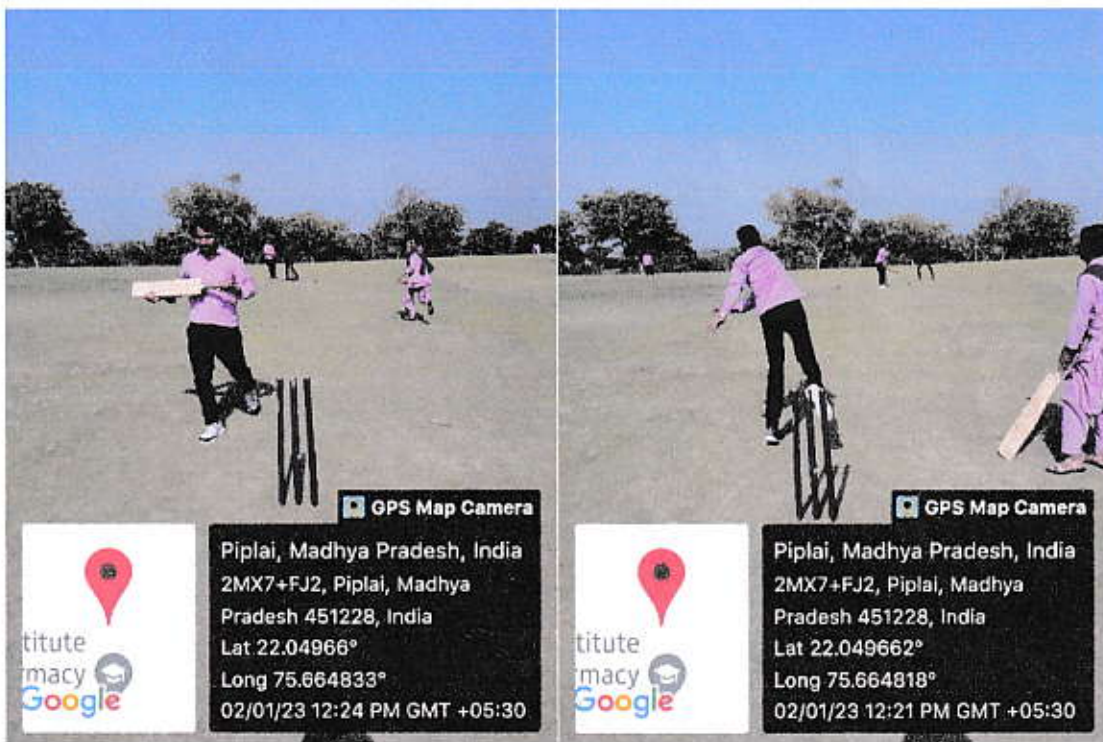 GPS Map Camera
Piplai, Madhya Pradesh, India
2MX7+FJ2, Piplai, Madhya
Pradesh 451228, India
Lat 22.04966°
Long 75.664833°
02/01/23 12:24 PM GMT +05:30
titute
rmacy
Google
GPS Map Camera
Piplai, Madhya Pradesh, India
2MX7+FJ2, Piplai, Madhya
Pradesh 451228, India
Lat 22.049662°
Long 75.664818°
02/01/23 12:21 PM GMT +05:30
titute
rmacy
Google